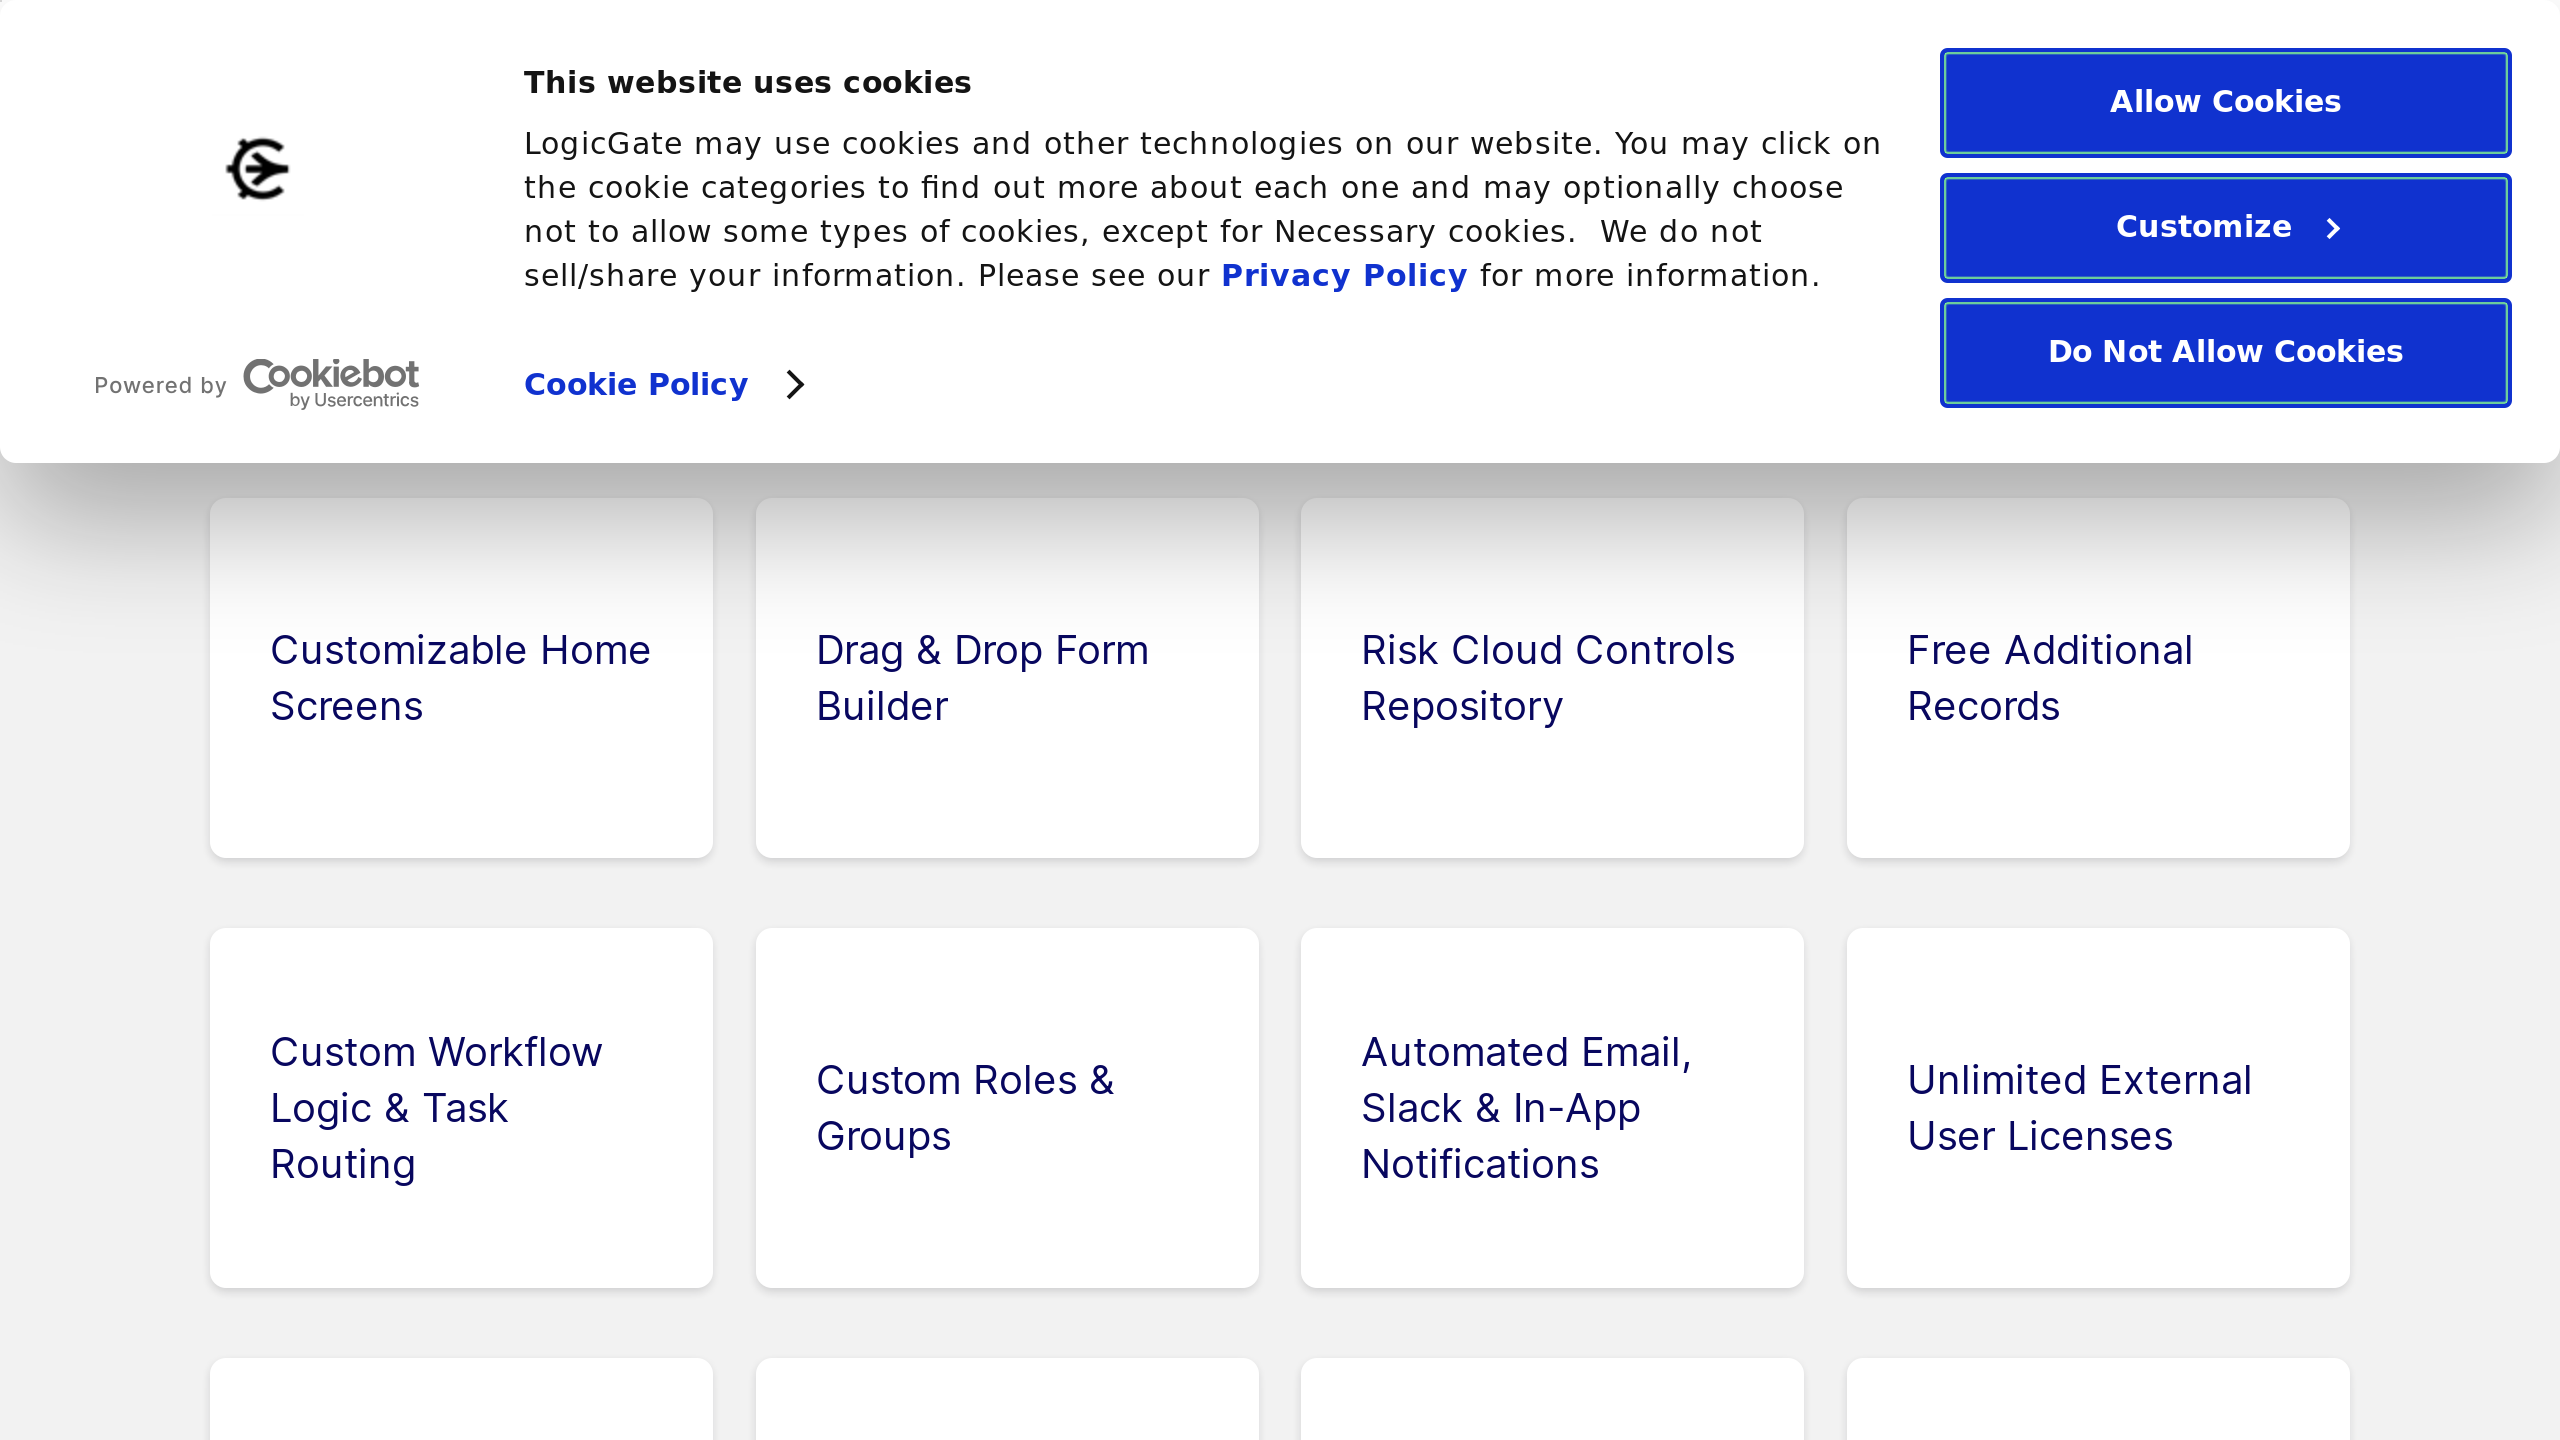 This website uses cookies
LogicGate may use cookies and other technologies on our website. You may click on
the cookie categories to find out more about each one and may optionally choose
not to allow some types of cookies, except for Necessary cookies.  We do not
sell/share your information. Please see our Privacy Policy for more information.
Powered by Cookiebot
by Usercentrics
Cookie Policy
Allow Cookies
Customize
Do Not Allow Cookies
Customizable Home
Screens
Drag & Drop Form
Builder
Risk Cloud Controls
Repository
Free Additional
Records
Custom Workflow
Logic & Task
Routing
Custom Roles &
Groups
Automated Email,
Slack & In-App
Notifications
Unlimited External
User Licenses